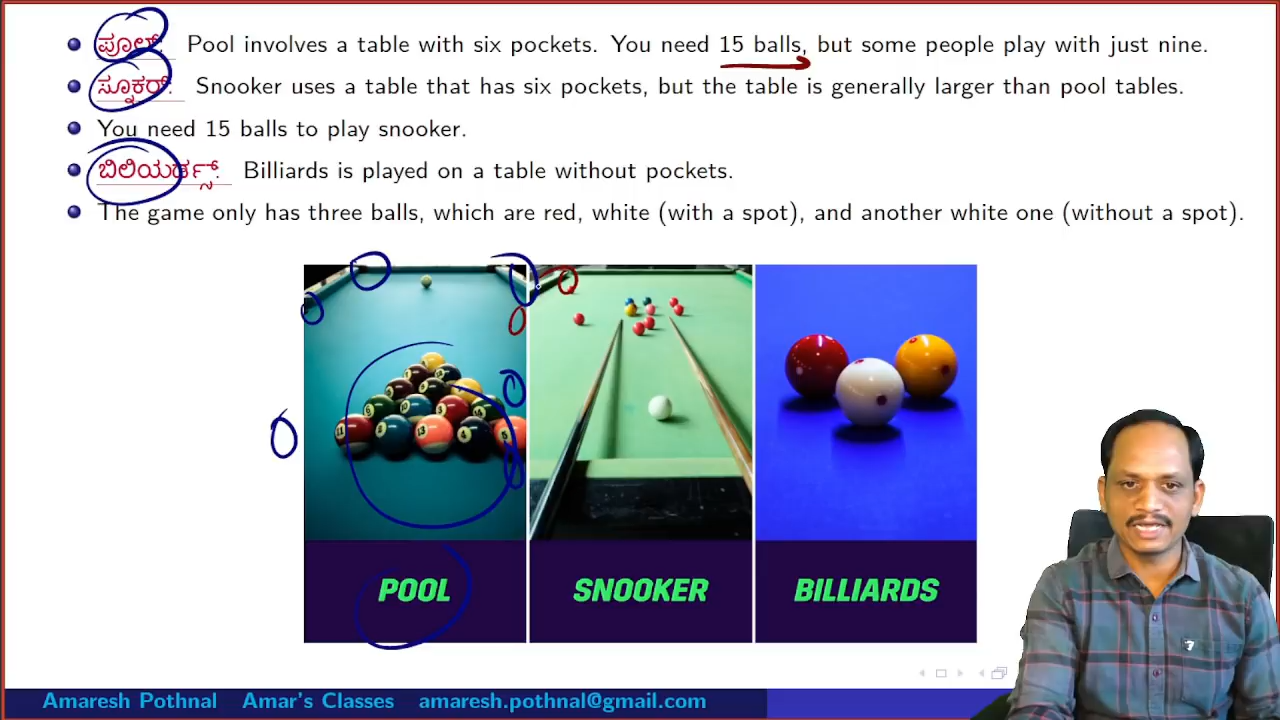 ಪೂಲ್: Pool involves a table with six pockets. You need 15 balls, but some people play with just nine.
ಸ್ನೂಕರ್: Snooker uses a table that has six pockets, but the table is generally larger than pool tables.
You need 15 balls to play snooker.
ಬಿಲಿಯರ್ಡ್ಸ್: Billiards is played on a table without pockets.
The game only has three balls, which are red, white (with a spot), and another white one (without a spot).
POOL SNOOKER BILLIARDS
Amaresh Pothnal Amar's Classes amaresh.pothnal@gmail.com